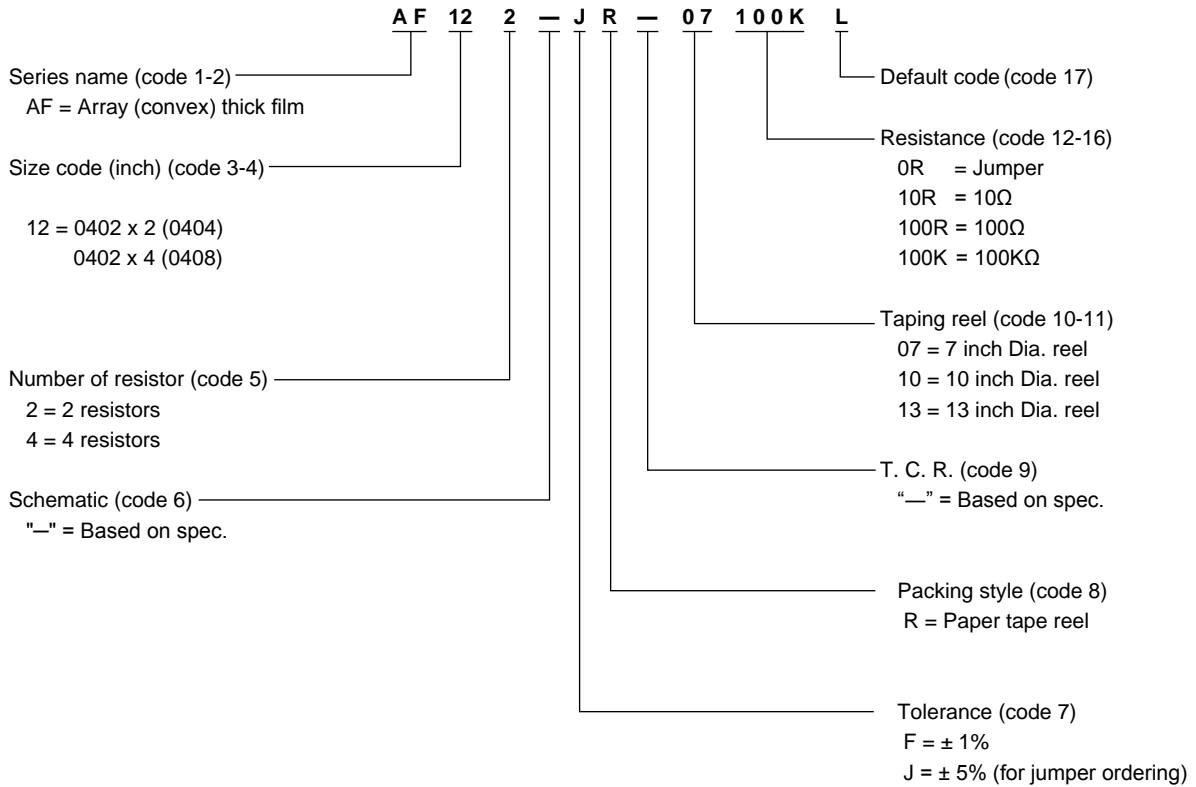 AF 12 2 — J R — 07 100K L
Series name (code 1-2)
AF = Array (convex) thick film
Size code (inch) (code 3-4)
12 = 0402 x 2 (0404)
0402 x 4 (0408)
Number of resistor (code 5)
2 = 2 resistors
4 = 4 resistors
Schematic (code 6)
"—" = Based on spec.
Default code (code 17)
Resistance (code 12-16)
0R = Jumper
10R = 10Ω
100R = 100Ω
100K = 100KΩ
Taping reel (code 10-11)
07 = 7 inch Dia. reel
10 = 10 inch Dia. reel
13 = 13 inch Dia. reel
T. C. R. (code 9)
“—” = Based on spec.
Packing style (code 8)
R = Paper tape reel
Tolerance (code 7)
F = ± 1%
J = ± 5% (for jumper ordering)